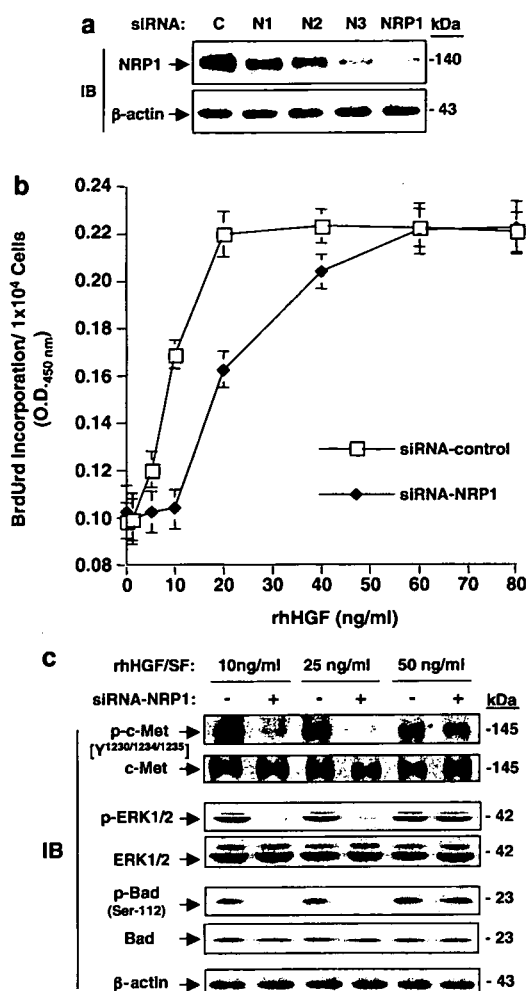 a
siRNA: C N1 N2 N3 NRP1 kDa
NRP1 -140
IB
β-actin - 43
b
0.24
0.22
0.20
0.18
0.16
0.14
0.12
0.10
0.08
BrdUrd Incorporation/ 1x10⁴ Cells
(O.D.450 nm)
siRNA-control
siRNA-NRP1
0 10 20 30 40 50 60 70 80
rhHGF (ng/ml)
c
rhHGF/SF: 10ng/ml 25 ng/ml 50 ng/ml
siRNA-NRP1: - + - + - + kDa
p-c-Met -145
[Y1230/1234/1235]
c-Met -145
p-ERK1/2 - 42
IB
ERK1/2 - 42
p-Bad - 23
(Ser-112)
Bad - 23
β-actin - 43